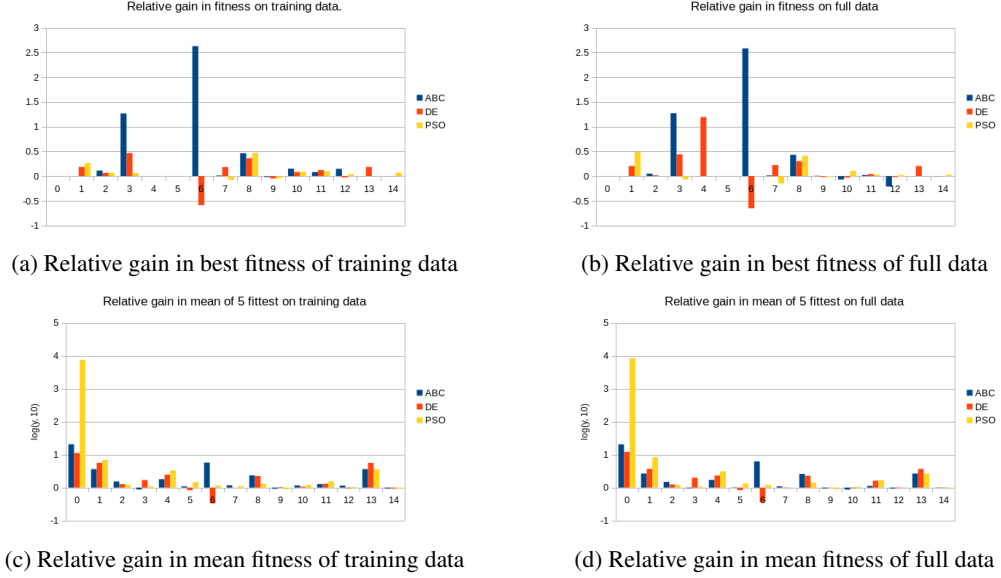 Relative gain in fitness on training data.
3
2.5
2
1.5
1
0.5
0
-0.5
-1
0 1 2 3 4 5 6 7 8 9 10 11 12 13 14
ABC
DE
PSO
(a) Relative gain in best fitness of training data
Relative gain in fitness on full data
3
2.5
2
1.5
1
0.5
0
-0.5
-1
0 1 2 3 4 5 6 7 8 9 10 11 12 13 14
ABC
DE
PSO
(b) Relative gain in best fitness of full data
Relative gain in mean of 5 fittest on training data
log(y, 10)
5
4
3
2
1
0
-1
0 1 2 3 4 5 6 7 8 9 10 11 12 13 14
ABC
DE
PSO
(c) Relative gain in mean fitness of training data
Relative gain in mean of 5 fittest on full data
log(y, 10)
5
4
3
2
1
0
-1
0 1 2 3 4 5 6 7 8 9 10 11 12 13 14
ABC
DE
PSO
(d) Relative gain in mean fitness of full data